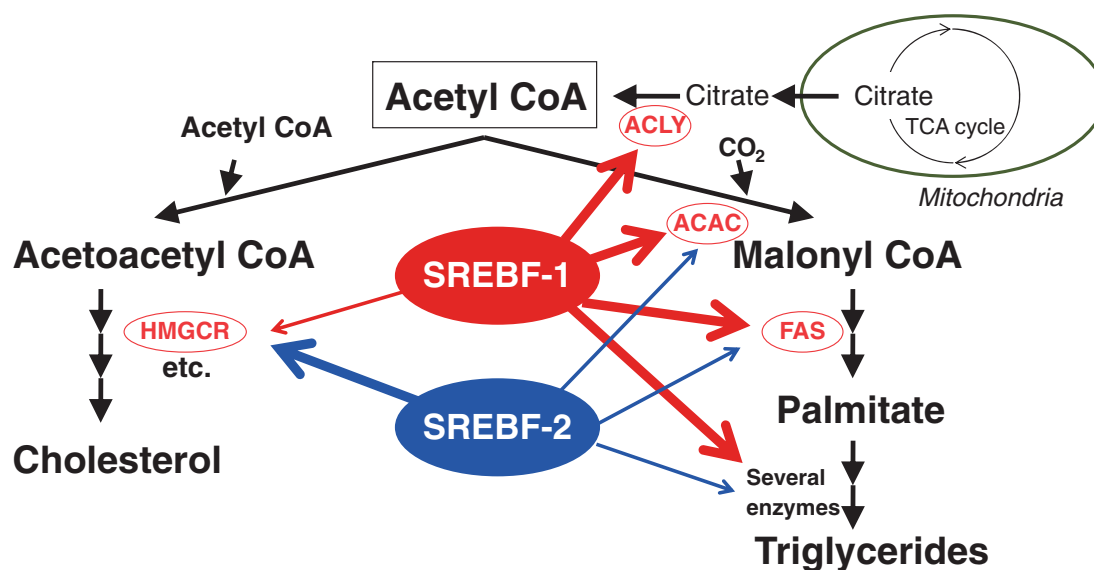 Acetyl CoA
Citrate
Citrate
TCA cycle
Mitochondria
ACLY
Acetyl CoA
CO₂
ACAC
Acetoacetyl CoA
SREBF-1
Malonyl CoA
HMGCR
etc.
FAS
SREBF-2
Palmitate
Cholesterol
Several
enzymes
Triglycerides